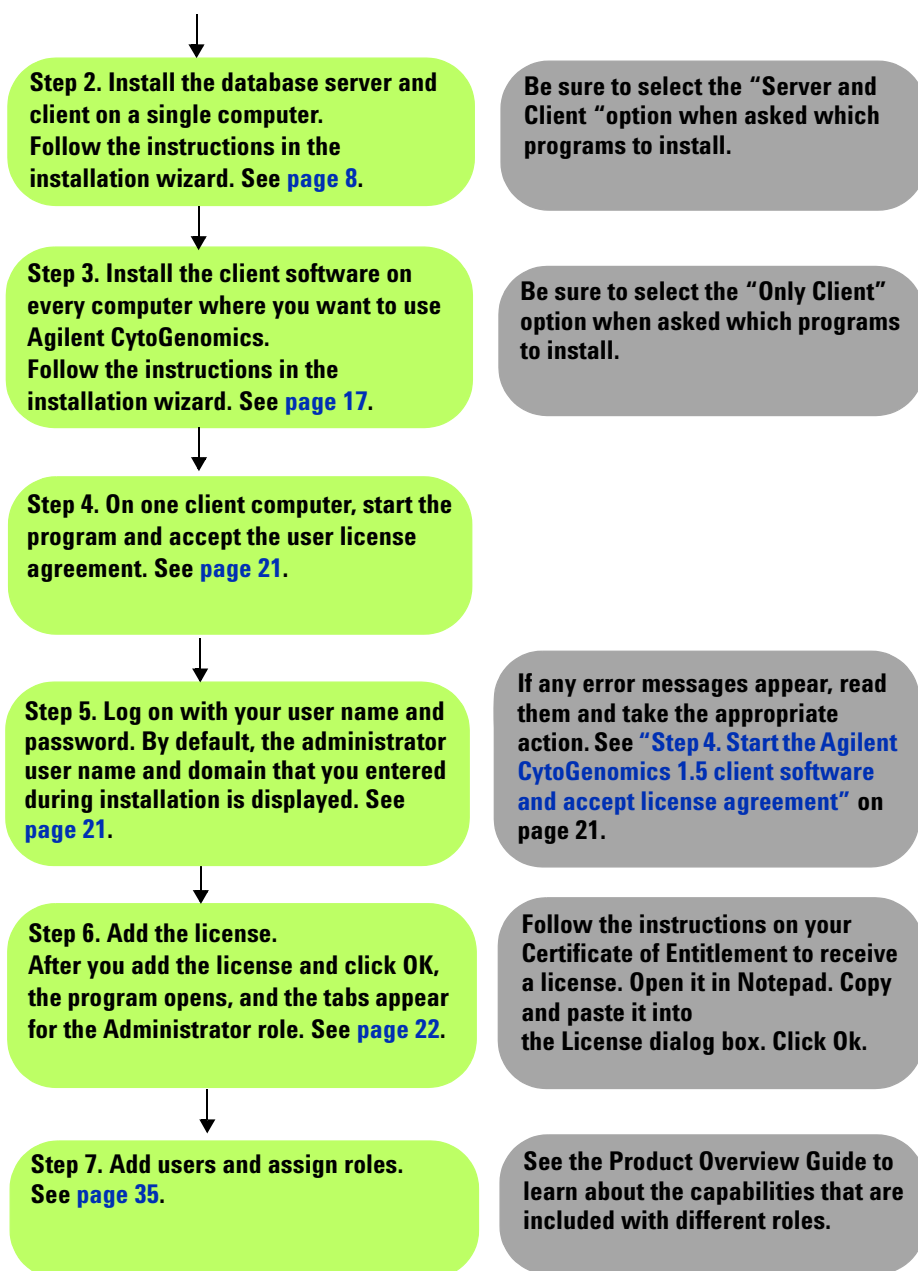 Step 2. Install the database server and
client on a single computer.
Follow the instructions in the
installation wizard. See page 8.
Be sure to select the “Server and
Client “option when asked which
programs to install.
Step 3. Install the client software on
every computer where you want to use
Agilent CytoGenomics.
Follow the instructions in the
installation wizard. See page 17.
Be sure to select the “Only Client”
option when asked which programs
to install.
Step 4. On one client computer, start the
program and accept the user license
agreement. See page 21.
Step 5. Log on with your user name and
password. By default, the administrator
user name and domain that you entered
during installation is displayed. See
page 21.
If any error messages appear, read
them and take the appropriate
action. See “Step 4. Start the Agilent
CytoGenomics 1.5 client software
and accept license agreement” on
page 21.
Step 6. Add the license.
After you add the license and click OK,
the program opens, and the tabs appear
for the Administrator role. See page 22.
Follow the instructions on your
Certificate of Entitlement to receive
a license. Open it in Notepad. Copy
and paste it into
the License dialog box. Click Ok.
Step 7. Add users and assign roles.
See page 35.
See the Product Overview Guide to
learn about the capabilities that are
included with different roles.